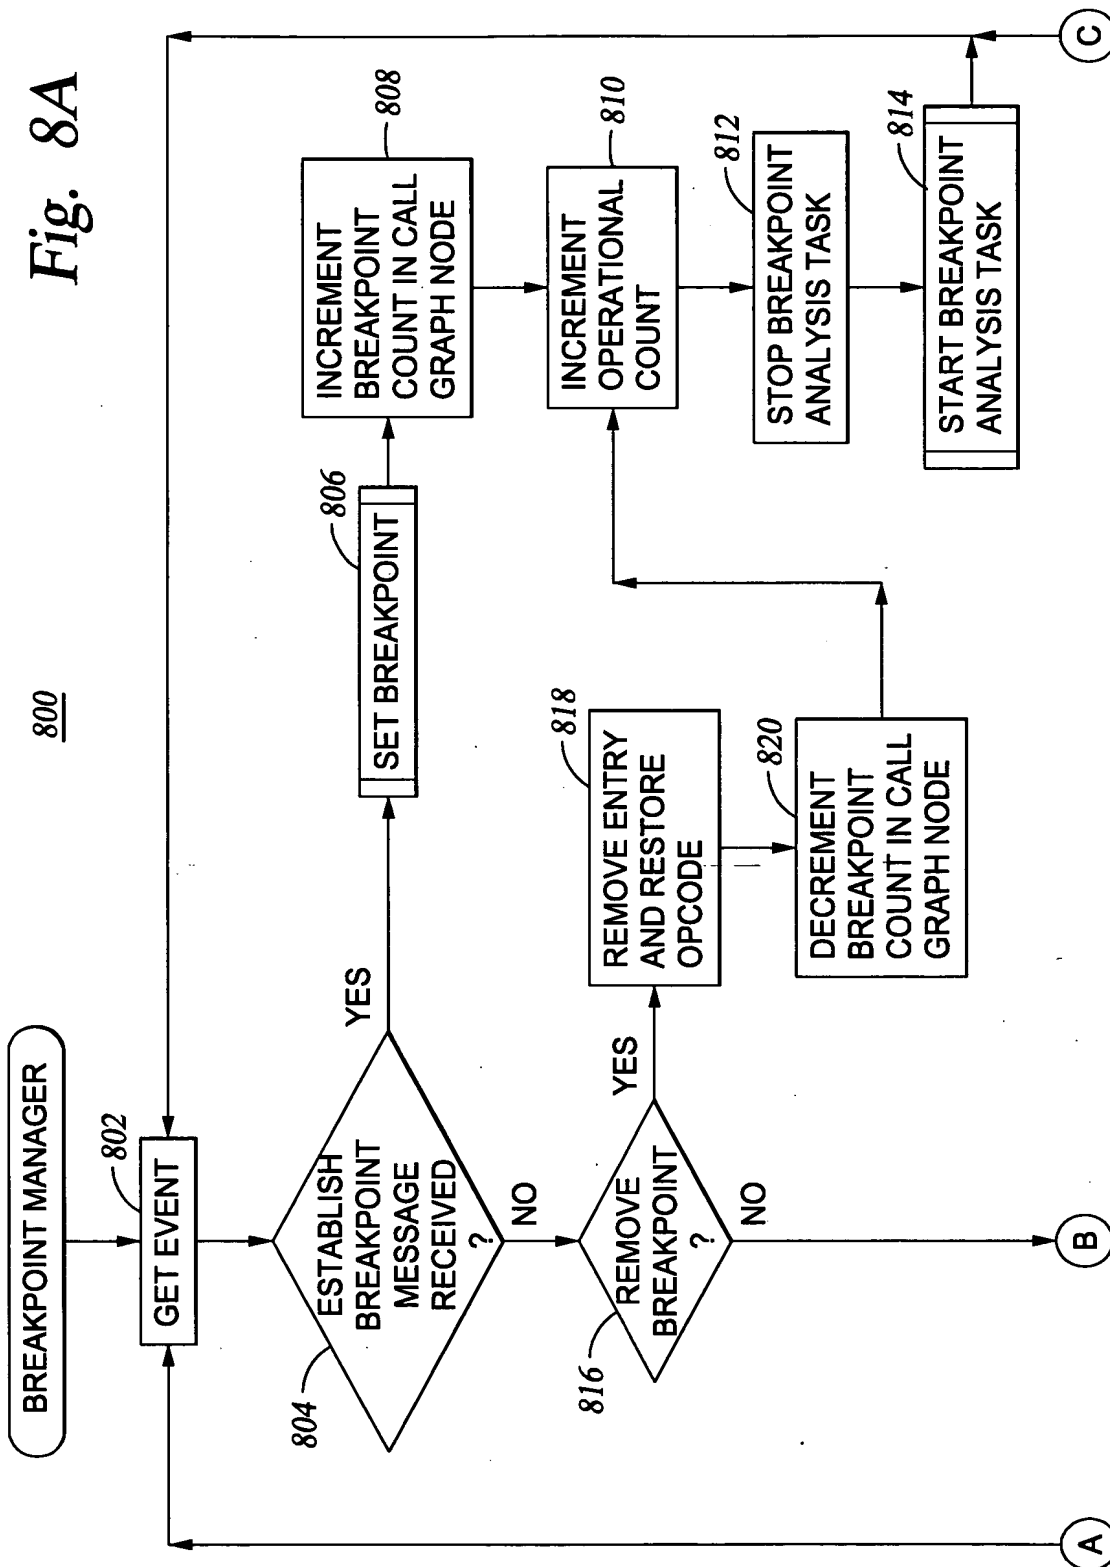 Fig. 8A
800
BREAKPOINT MANAGER
802
GET EVENT
804
ESTABLISH
BREAKPOINT
MESSAGE
RECEIVED
?
YES
NO
806
SET BREAKPOINT
808
INCREMENT
BREAKPOINT
COUNT IN CALL
GRAPH NODE
810
INCREMENT
OPERATIONAL
COUNT
812
STOP BREAKPOINT
ANALYSIS TASK
814
START BREAKPOINT
ANALYSIS TASK
816
REMOVE
BREAKPOINT
?
YES
NO
818
REMOVE ENTRY
AND RESTORE
OPCODE
820
DECREMENT
BREAKPOINT
COUNT IN CALL
GRAPH NODE
A
B
C